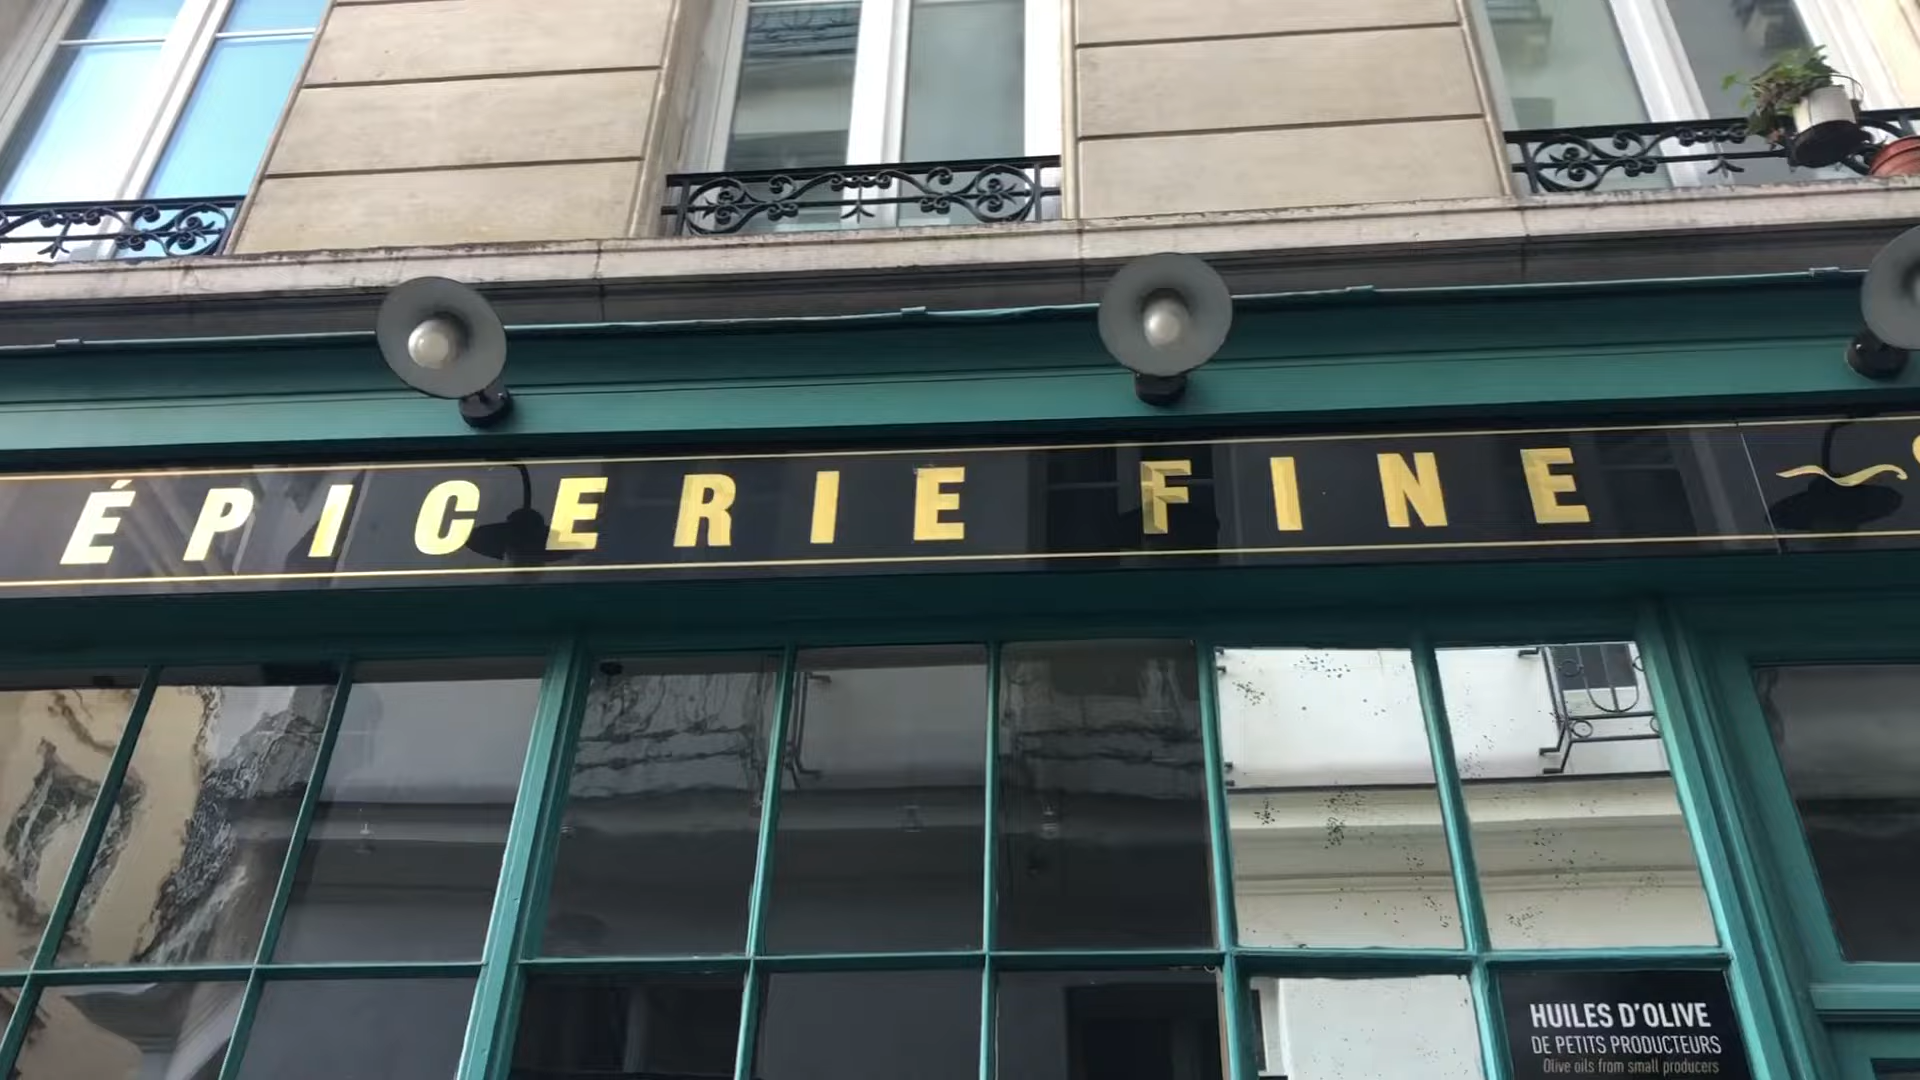 ÉPICERIE FINE
HUILES D'OLIVE
DE PETITS PRODUCTEURS
Olive oils from small producers